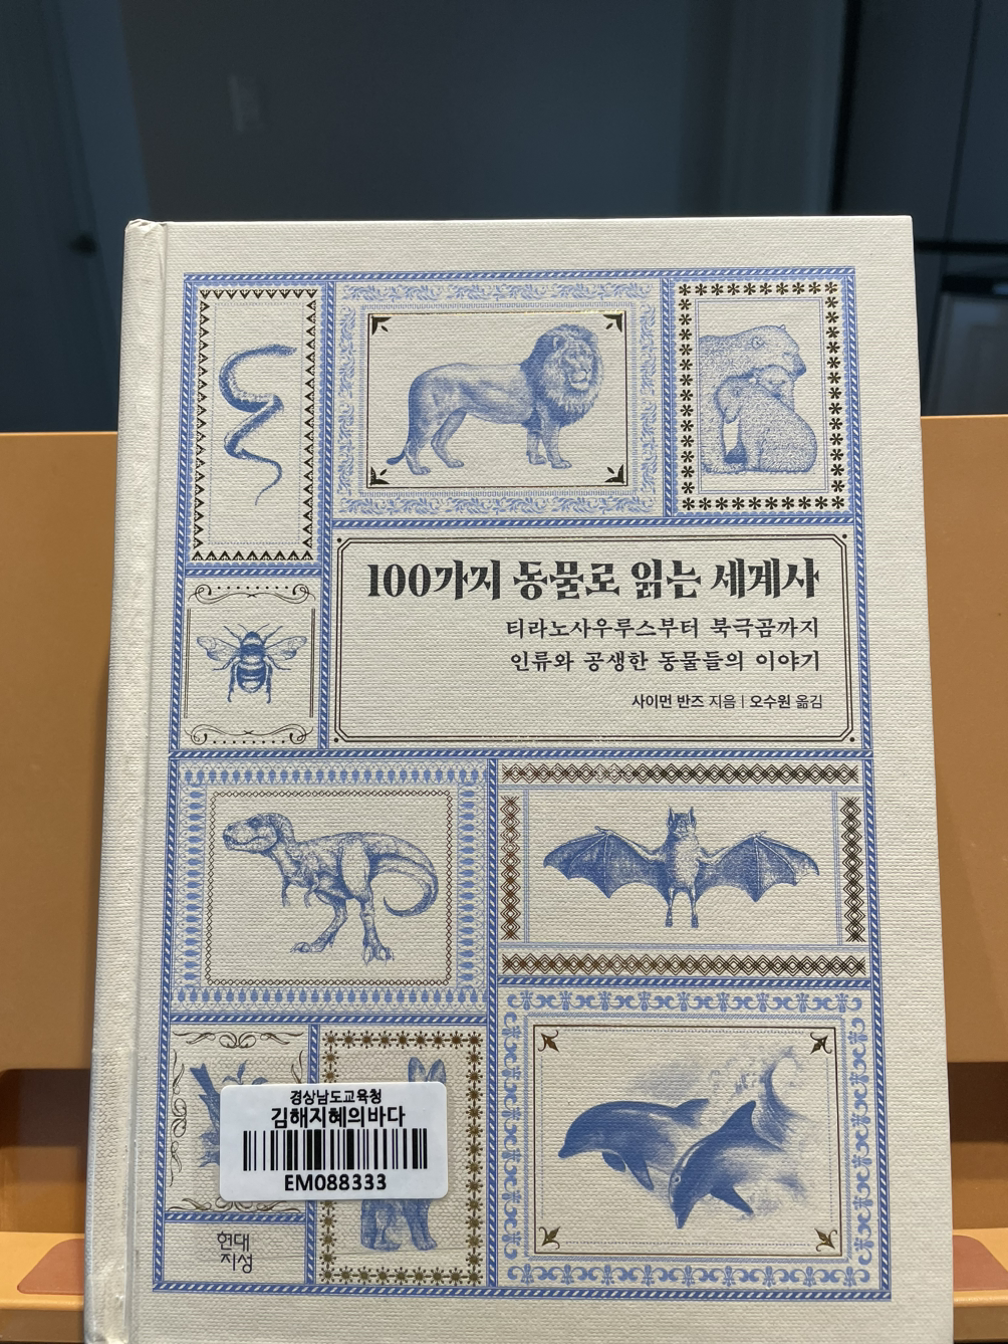 100가지 동물로 읽는 세계사
티라노사우루스부터 북극곰까지
인류와 공생한 동물들의 이야기
사이먼 반즈 지음 | 오수원 옮김
경상남도교육청
김해지혜의바다
EM088333
현대
지성